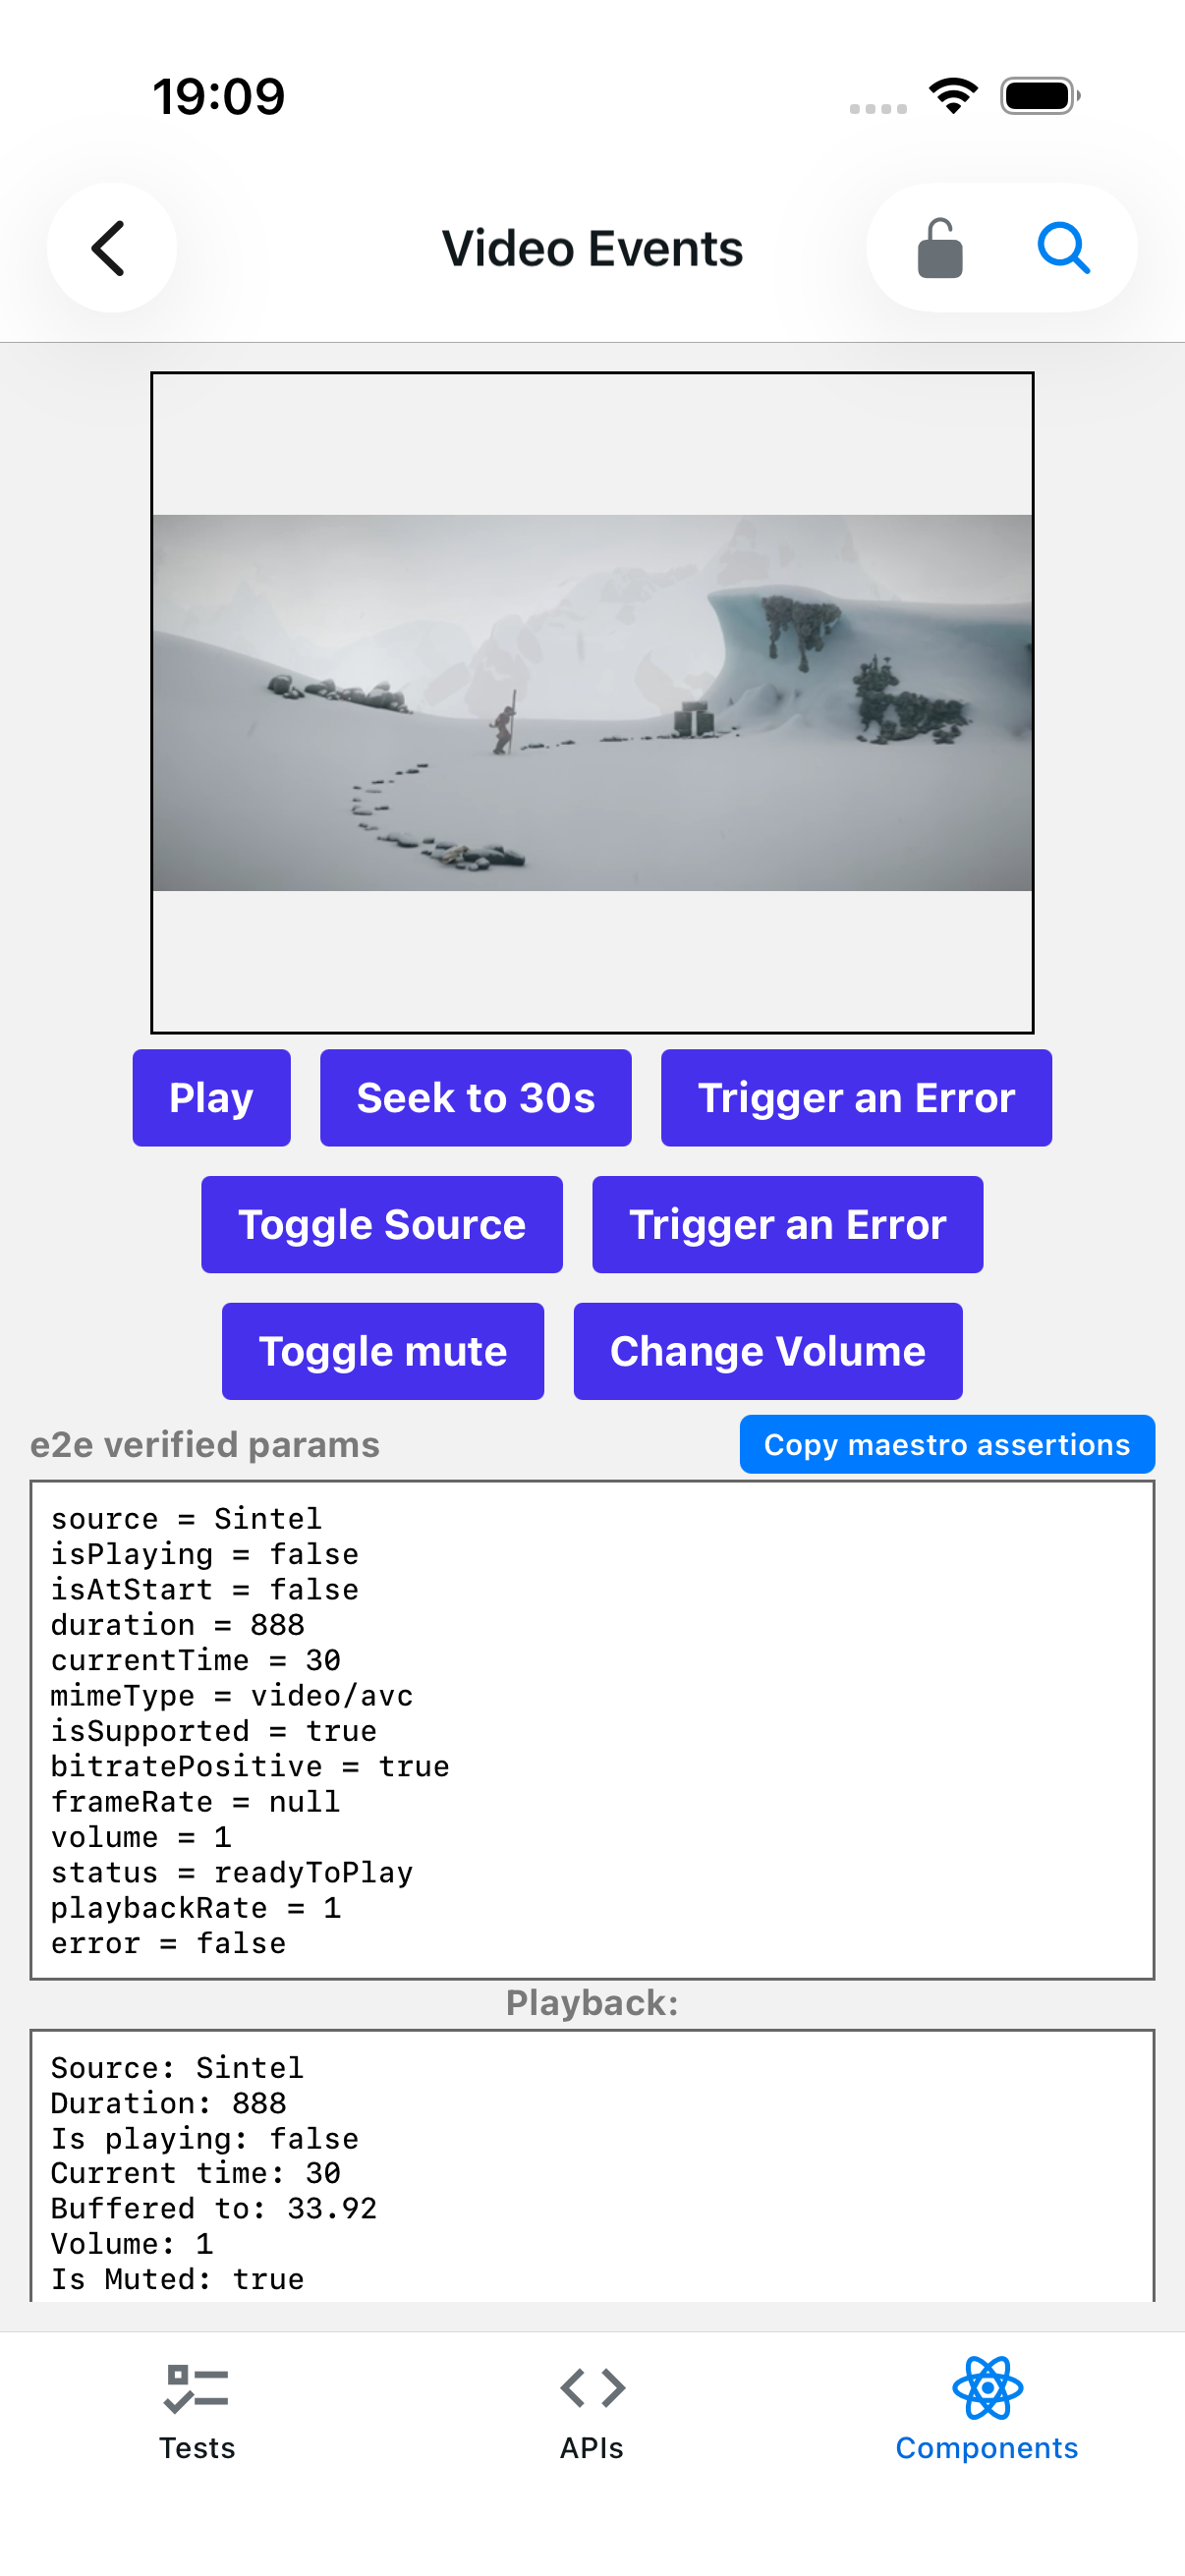 19:09
Video Events
Play
Seek to 30s
Trigger an Error
Toggle Source
Trigger an Error
Toggle mute
Change Volume
e2e verified params
Copy maestro assertions
source = Sintel
isPlaying = false
isAtStart = false
duration = 888
currentTime = 30
mimeType = video/avc
isSupported = true
bitratePositive = true
frameRate = null
volume = 1
status = readyToPlay
playbackRate = 1
error = false
Playback:
Source: Sintel
Duration: 888
Is playing: false
Current time: 30
Buffered to: 33.92
Volume: 1
Is Muted: true
Tests
APIs
Components